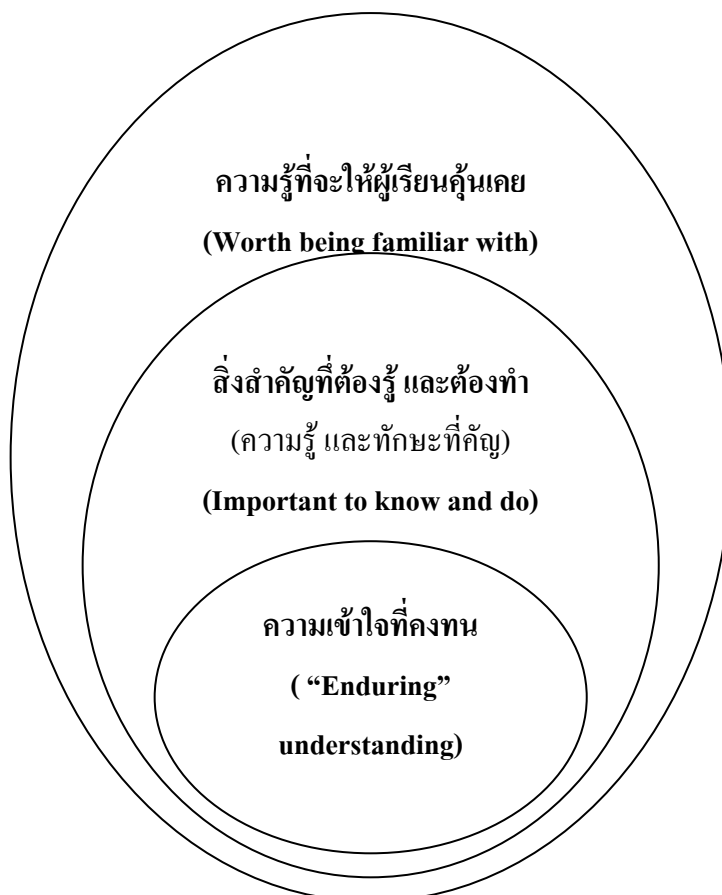 ความรู้ที่จะให้ผู้เรียนคุ้นเคย
(Worth being familiar with)
สิ่งสำคัญที่ต้องรู้ และต้องทำ
(ความรู้ และทักษะที่คัญ)
(Important to know and do)
ความเข้าใจที่คงทน
( “Enduring”
understanding)